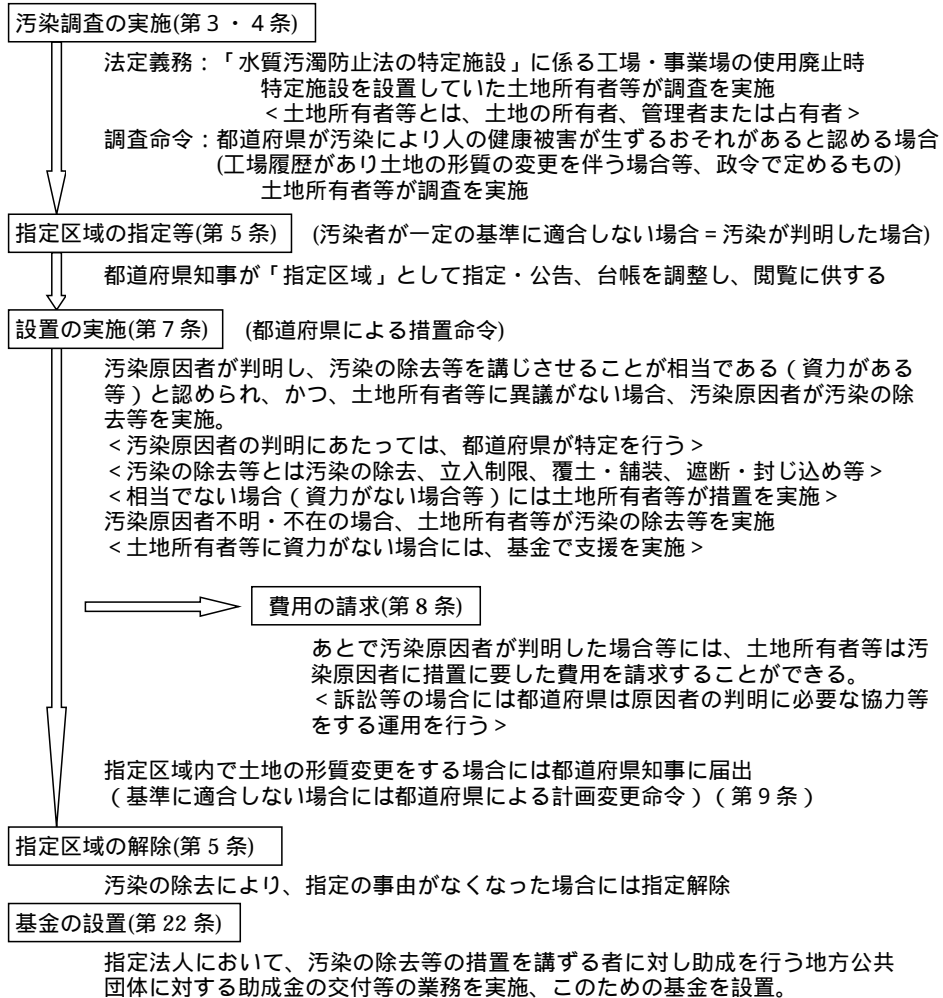 汚染調査の実施(第３・４条)
法定義務：「水質汚濁防止法の特定施設」に係る工場・事業場の使用廃止時
特定施設を設置していた土地所有者等が調査を実施
＜土地所有者等とは、土地の所有者、管理者または占有者＞
調査命令：都道府県が汚染により人の健康被害が生ずるおそれがあると認める場合
(工場履歴があり土地の形質の変更を伴う場合等、政令で定めるもの)
土地所有者等が調査を実施
指定区域の指定等(第 5 条) (汚染者が一定の基準に適合しない場合 = 汚染が判明した場合)
都道府県知事が「指定区域」として指定・公告、台帳を調整し、閲覧に供する
設置の実施(第７条) (都道府県による措置命令)
汚染原因者が判明し、汚染の除去等を講じさせることが相当である（資力がある
等）と認められ、かつ、土地所有者等に異議がない場合、汚染原因者が汚染の除
去等を実施。
＜汚染原因者の判明にあたっては、都道府県が特定を行う＞
＜汚染の除去等とは汚染の除去、立入制限、覆土・舗装、遮断・封じ込め等＞
＜相当でない場合（資力がない場合等）には土地所有者等が措置を実施＞
汚染原因者不明・不在の場合、土地所有者等が汚染の除去等を実施
＜土地所有者等に資力がない場合には、基金で支援を実施＞
費用の請求(第 8 条)
あとで汚染原因者が判明した場合等には、土地所有者等は汚
染原因者に措置に要した費用を請求することができる。
＜訴訟等の場合には都道府県は原因者の判明に必要な協力等
をする運用を行う＞
指定区域内で土地の形質変更をする場合には都道府県知事に届出
（基準に適合しない場合には都道府県による計画変更命令）（第９条）
指定区域の解除(第 5 条)
汚染の除去により、指定の事由がなくなった場合には指定解除
基金の設置(第 22 条)
指定法人において、汚染の除去等の措置を講ずる者に対し助成を行う地方公共
団体に対する助成金の交付等の業務を実施、このための基金を設置。